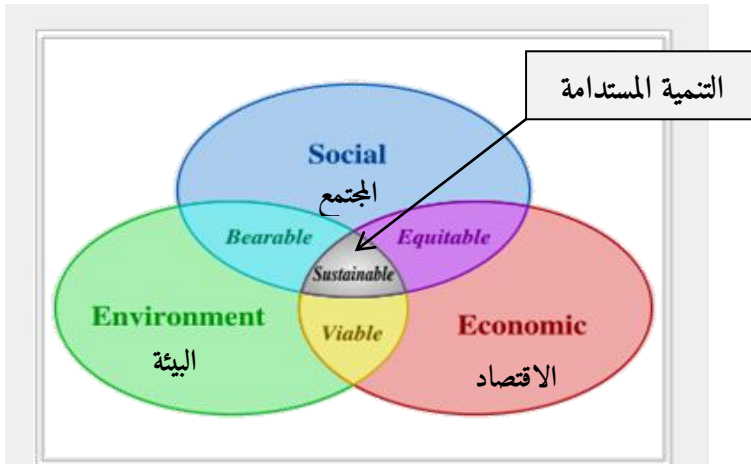 التنمية المستدامة
Social
المجتمع
Bearable
Equitable
Sustainable
Environment
البيئة
Viable
Economic
الاقتصاد